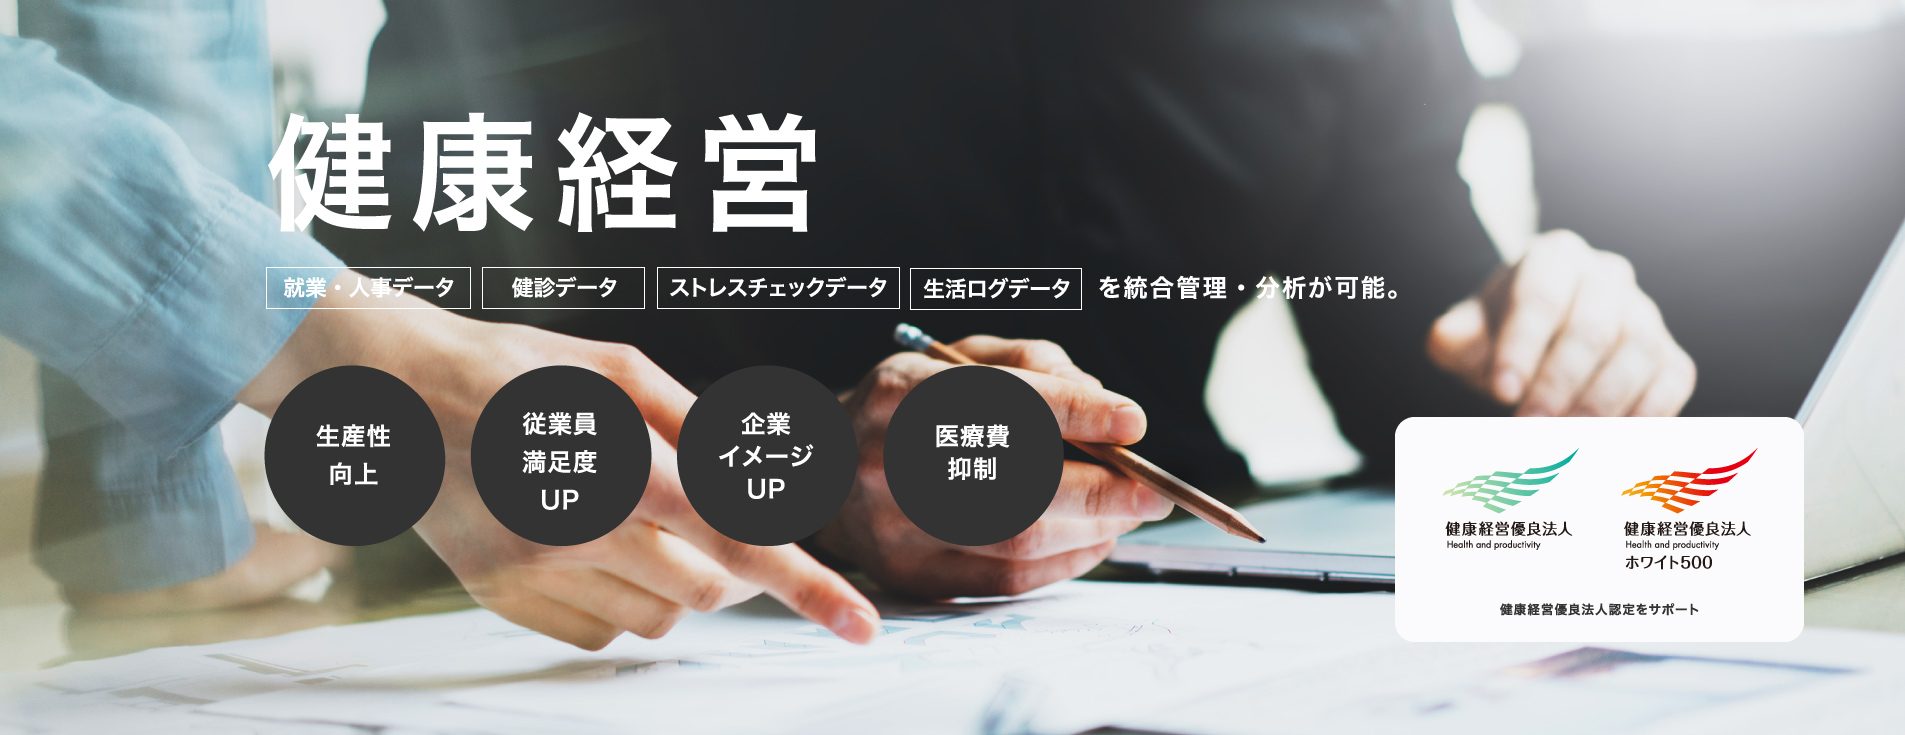 健康経営
就業・人事データ 健診データ ストレスチェックデータ 生活ログデータ を統合管理・分析が可能。
生産性
向上
従業員
満足度
UP
企業
イメージ
UP
医療費
抑制
健康経営優良法人
Health and productivity
健康経営優良法人
Health and productivity
ホワイト500
健康経営優良法人認定をサポート